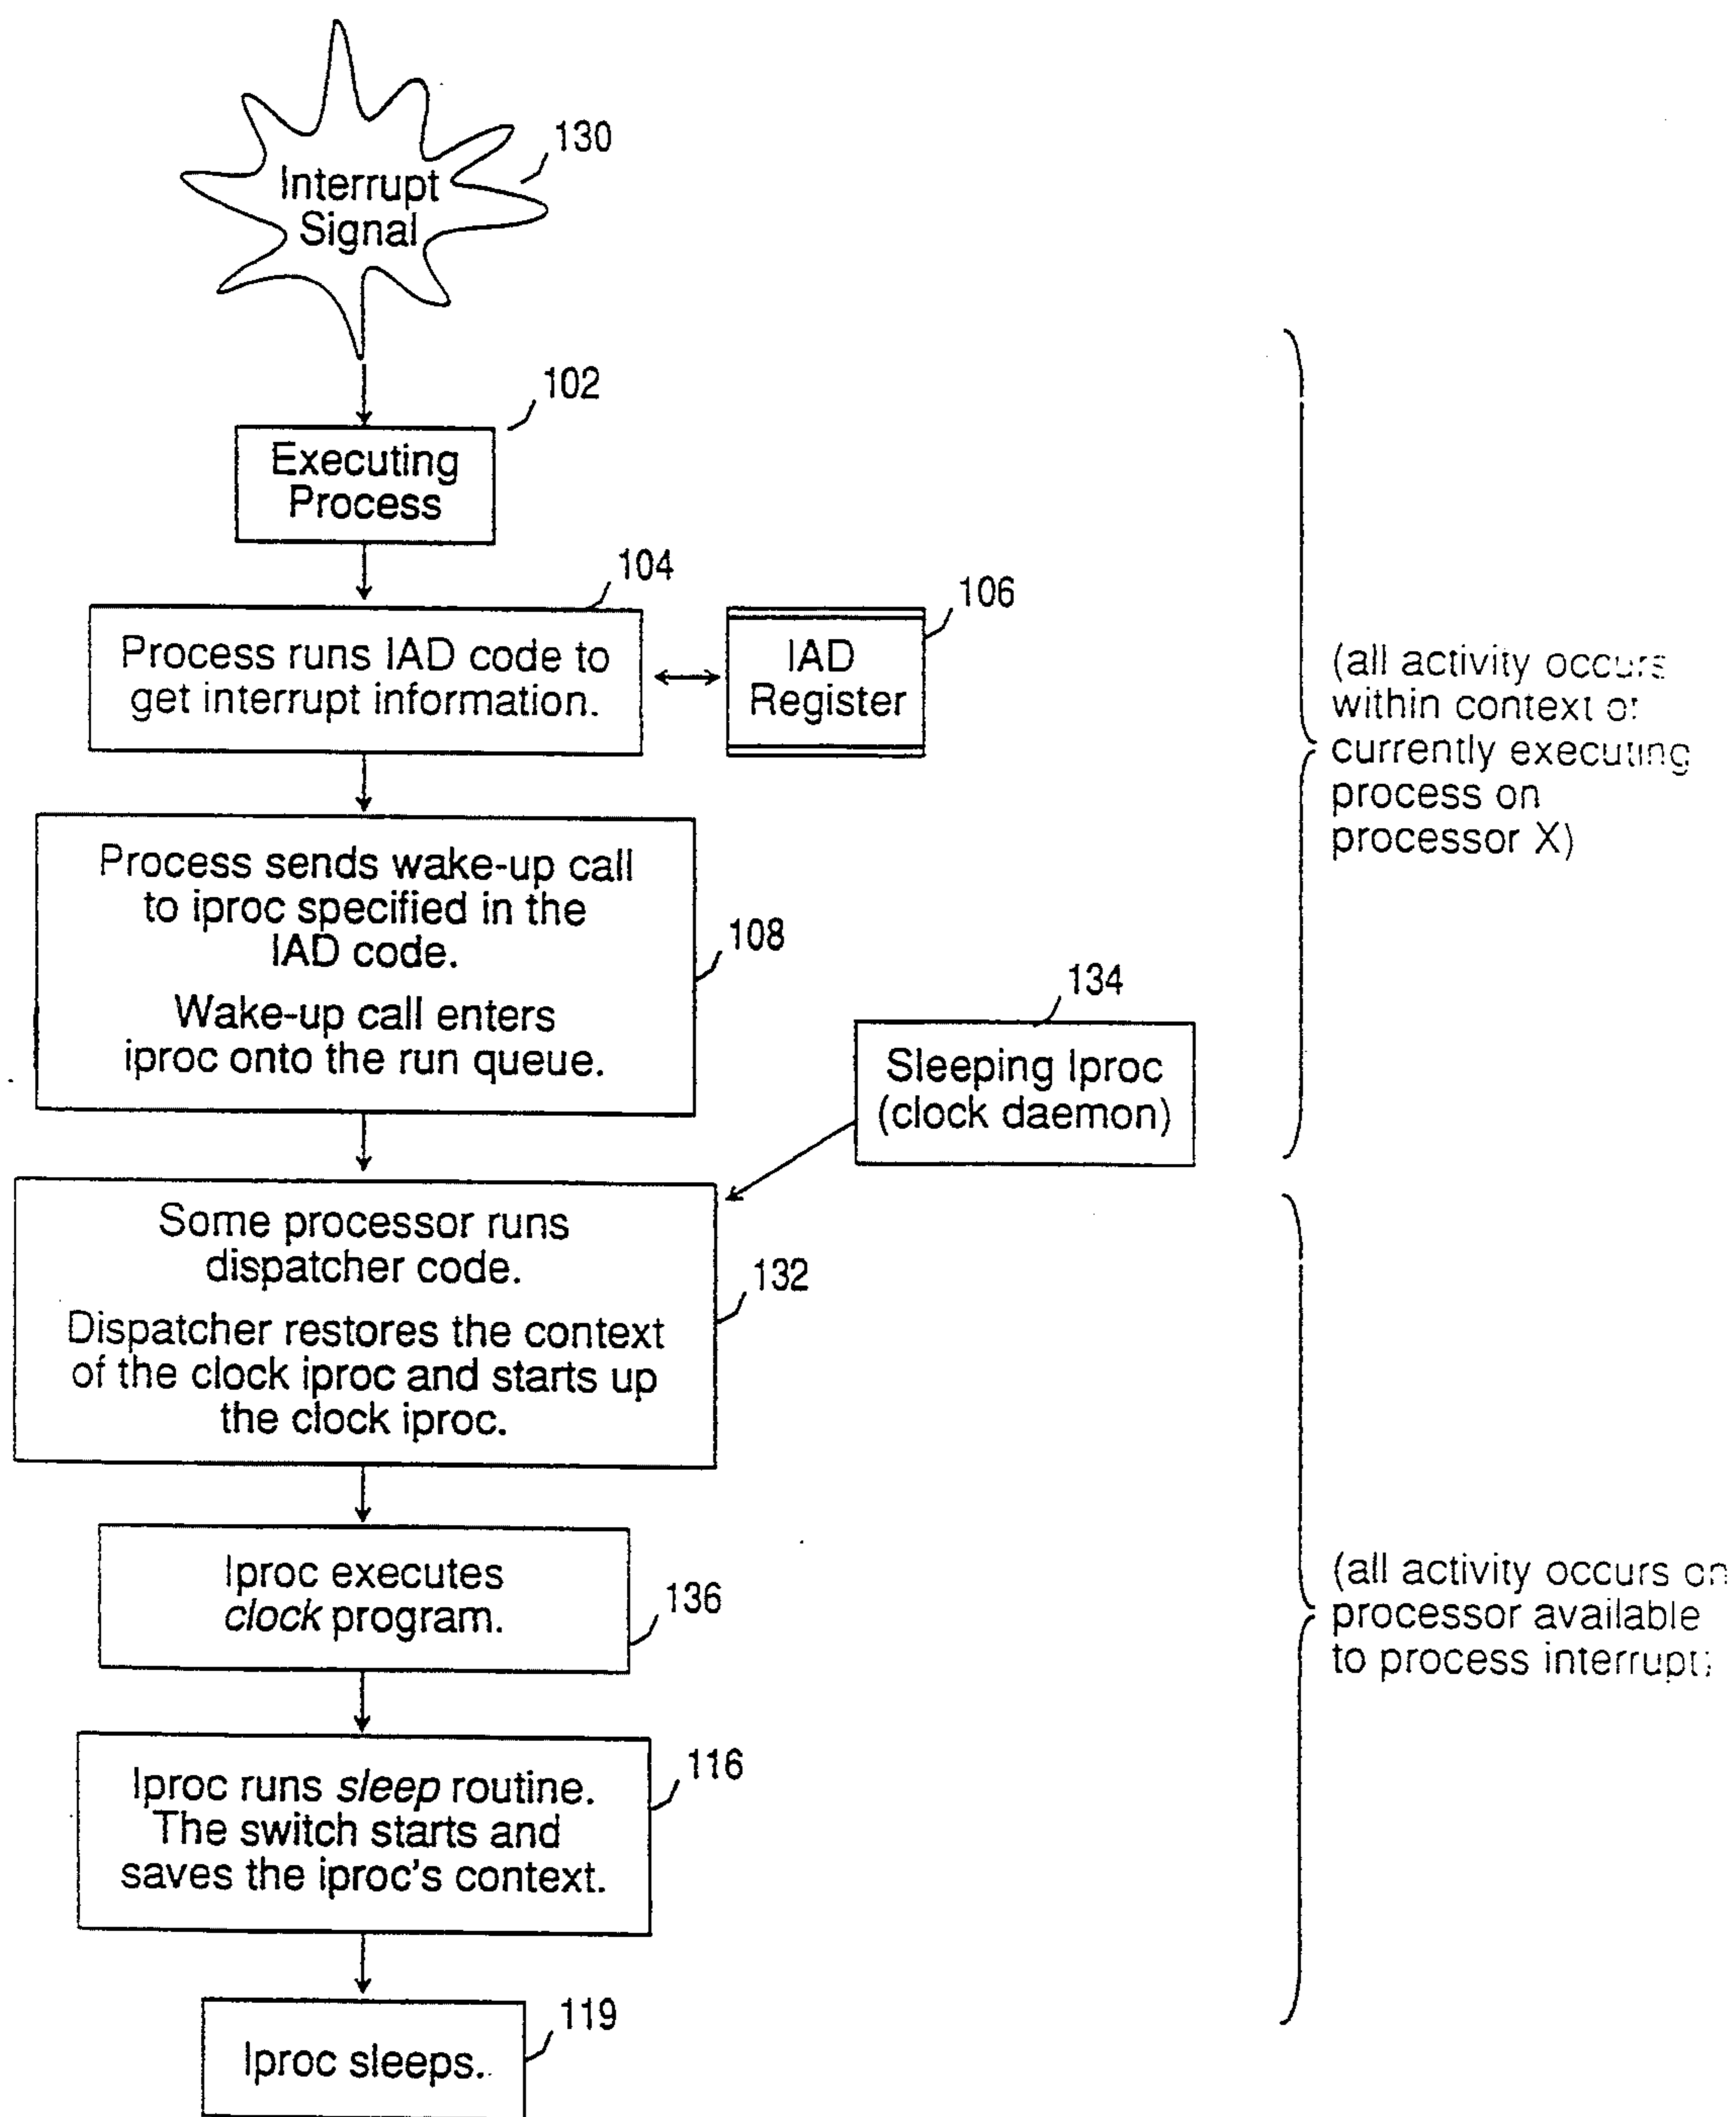 130
Interrupt
Signal
102
Executing
Process
104
Process runs IAD code to
get interrupt information.
106
IAD
Register
(all activity occurs
within context of
currently executing
process on
processor X)
Process sends wake-up call
to iproc specified in the
IAD code.
Wake-up call enters
iproc onto the run queue.
108
134
Sleeping Iproc
(clock daemon)
Some processor runs
dispatcher code.
Dispatcher restores the context
of the clock iproc and starts up
the clock iproc.
132
Iproc executes
clock program.
136
(all activity occurs on
processor available
to process interrupt)
Iproc runs sleep routine.
The switch starts and
saves the iproc's context.
116
119
Iproc sleeps.